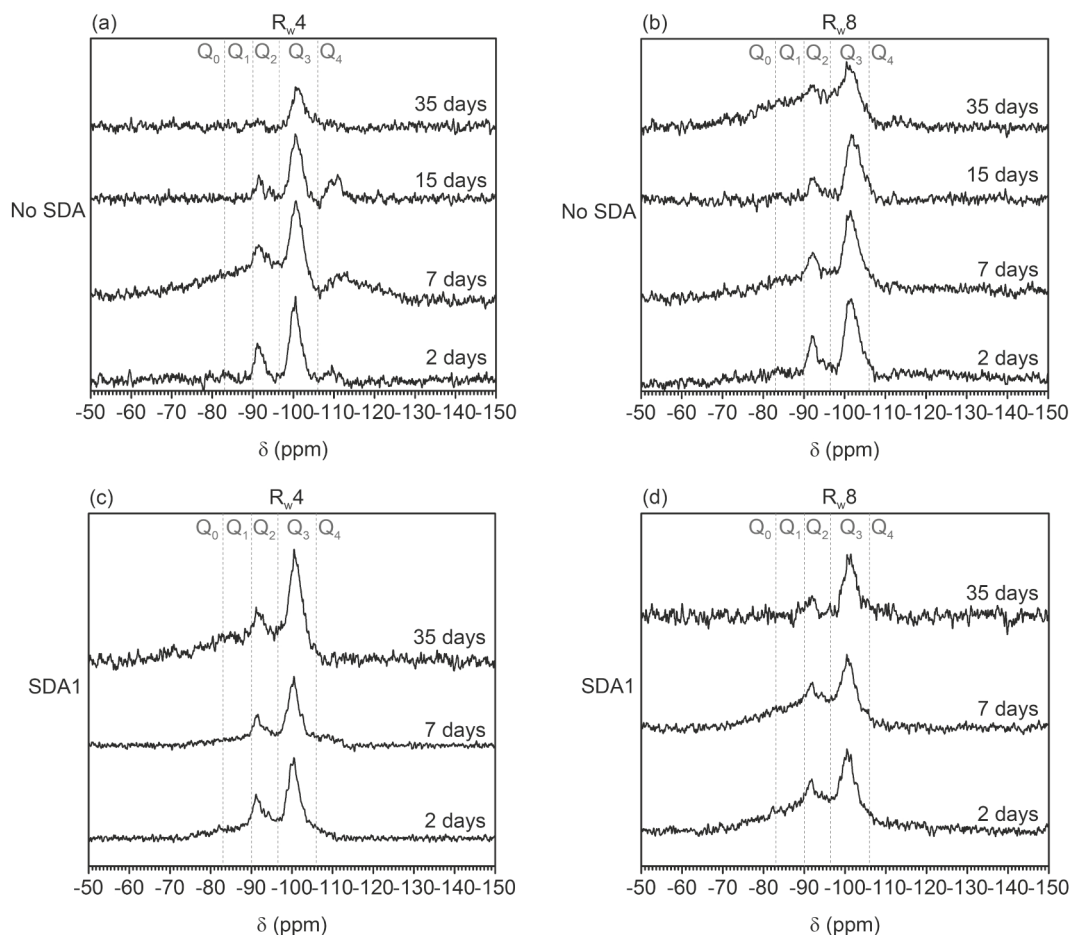 (a) R_w4
Q₀ Q₁ Q₂ Q₃ Q₄
35 days
15 days
No SDA
7 days
2 days
-50 -60 -70 -80 -90 -100 -110 -120 -130 -140 -150
δ (ppm)
(b) R_w8
Q₀ Q₁ Q₂ Q₃ Q₄
35 days
15 days
No SDA
7 days
2 days
-50 -60 -70 -80 -90 -100 -110 -120 -130 -140 -150
δ (ppm)
(c) R_w4
Q₀ Q₁ Q₂ Q₃ Q₄
35 days
SDA1
7 days
2 days
-50 -60 -70 -80 -90 -100 -110 -120 -130 -140 -150
δ (ppm)
(d) R_w8
Q₀ Q₁ Q₂ Q₃ Q₄
35 days
SDA1
7 days
2 days
-50 -60 -70 -80 -90 -100 -110 -120 -130 -140 -150
δ (ppm)